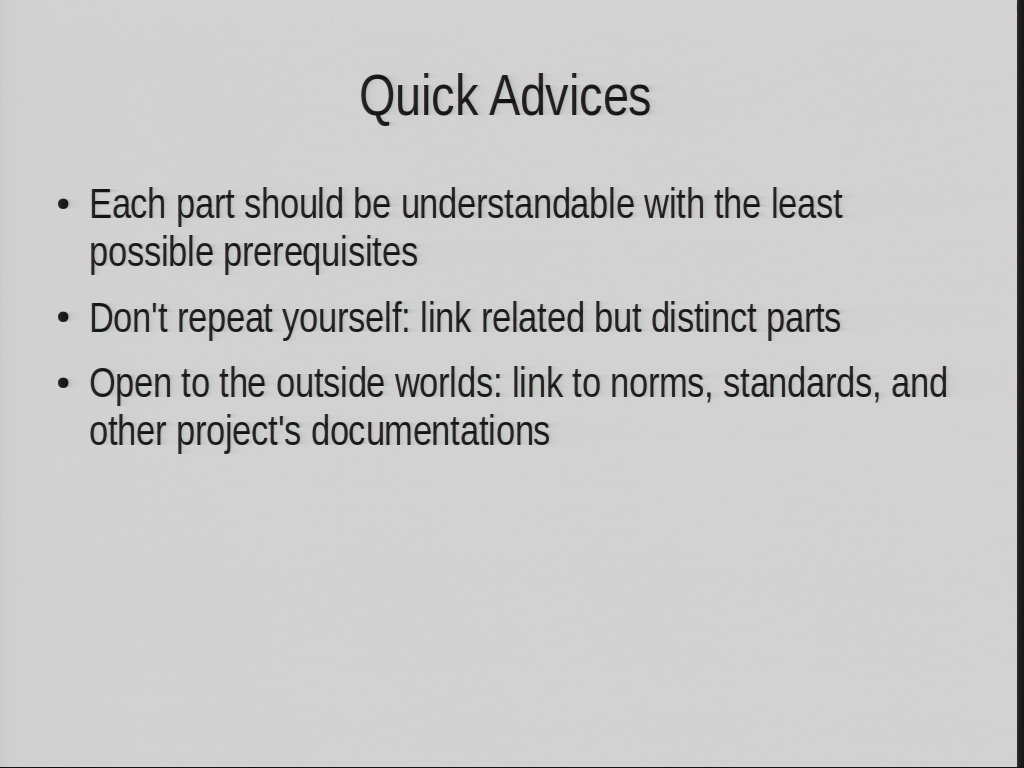 Quick Advices
• Each part should be understandable with the least
possible prerequisites
• Don't repeat yourself: link related but distinct parts
• Open to the outside worlds: link to norms, standards, and
other project's documentations